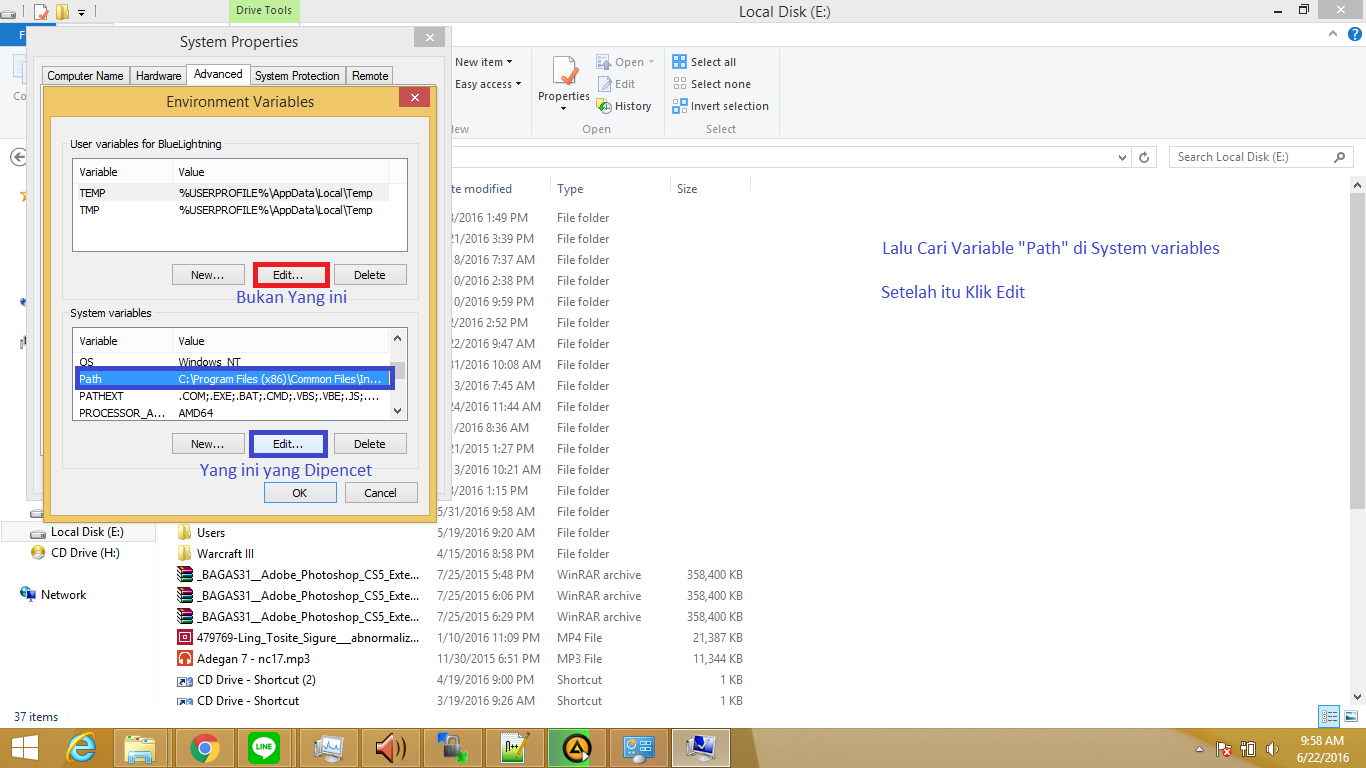 Drive Tools
Local Disk (E:)
F
System Properties
Computer Name Hardware Advanced System Protection Remote
New item
Easy access
Properties
Open
Edit
History
Open
Select all
Select none
Invert selection
Select
Environment Variables
User variables for BlueLightning
Variable Value
TEMP %USERPROFILE%\AppData\Local\Temp
TMP %USERPROFILE%\AppData\Local\Temp
New... Edit... Delete
Bukan Yang ini
System variables
Variable Value
OS Windows_NT
Path C:\Program Files (x86)\Common Files\In...
PATHEXT .COM;.EXE;.BAT;.CMD;.VBS;.VBE;.JS;....
PROCESSOR_A... AMD64
New... Edit... Delete
Yang ini yang Dipencet
OK Cancel
Search Local Disk (E:)
te modified Type Size
/2016 1:49 PM File folder
21/2016 3:39 PM File folder
8/2016 7:37 AM File folder
0/2016 2:38 PM File folder
0/2016 9:59 PM File folder
2/2016 2:52 PM File folder
22/2016 9:47 AM File folder
31/2016 10:08 AM File folder
3/2016 7:45 AM File folder
24/2016 11:44 AM File folder
/2016 8:36 AM File folder
21/2015 1:27 PM File folder
3/2016 10:21 AM File folder
/2016 1:15 PM File folder
5/31/2016 9:58 AM File folder
Lalu Cari Variable "Path" di System variables
Setelah itu Klik Edit
Local Disk (E:)
CD Drive (H:)
Network
Users 5/19/2016 9:20 AM File folder
Warcraft III 4/15/2016 8:58 PM File folder
_BAGAS31__Adobe_Photoshop_CS5_Exte... 7/25/2015 5:48 PM WinRAR archive 358,400 KB
_BAGAS31__Adobe_Photoshop_CS5_Exte... 7/25/2015 6:06 PM WinRAR archive 358,400 KB
_BAGAS31__Adobe_Photoshop_CS5_Exte... 7/25/2015 6:29 PM WinRAR archive 358,400 KB
479769-Ling_Tosite_Sigure___abnormaliz... 1/10/2016 11:09 PM MP4 File 21,387 KB
Adegan 7 - nc17.mp3 11/30/2015 6:51 PM MP3 File 11,344 KB
CD Drive - Shortcut (2) 4/19/2016 9:00 PM Shortcut 1 KB
CD Drive - Shortcut 3/19/2016 9:26 AM Shortcut 1 KB
37 items
LINE
9:58 AM
6/22/2016